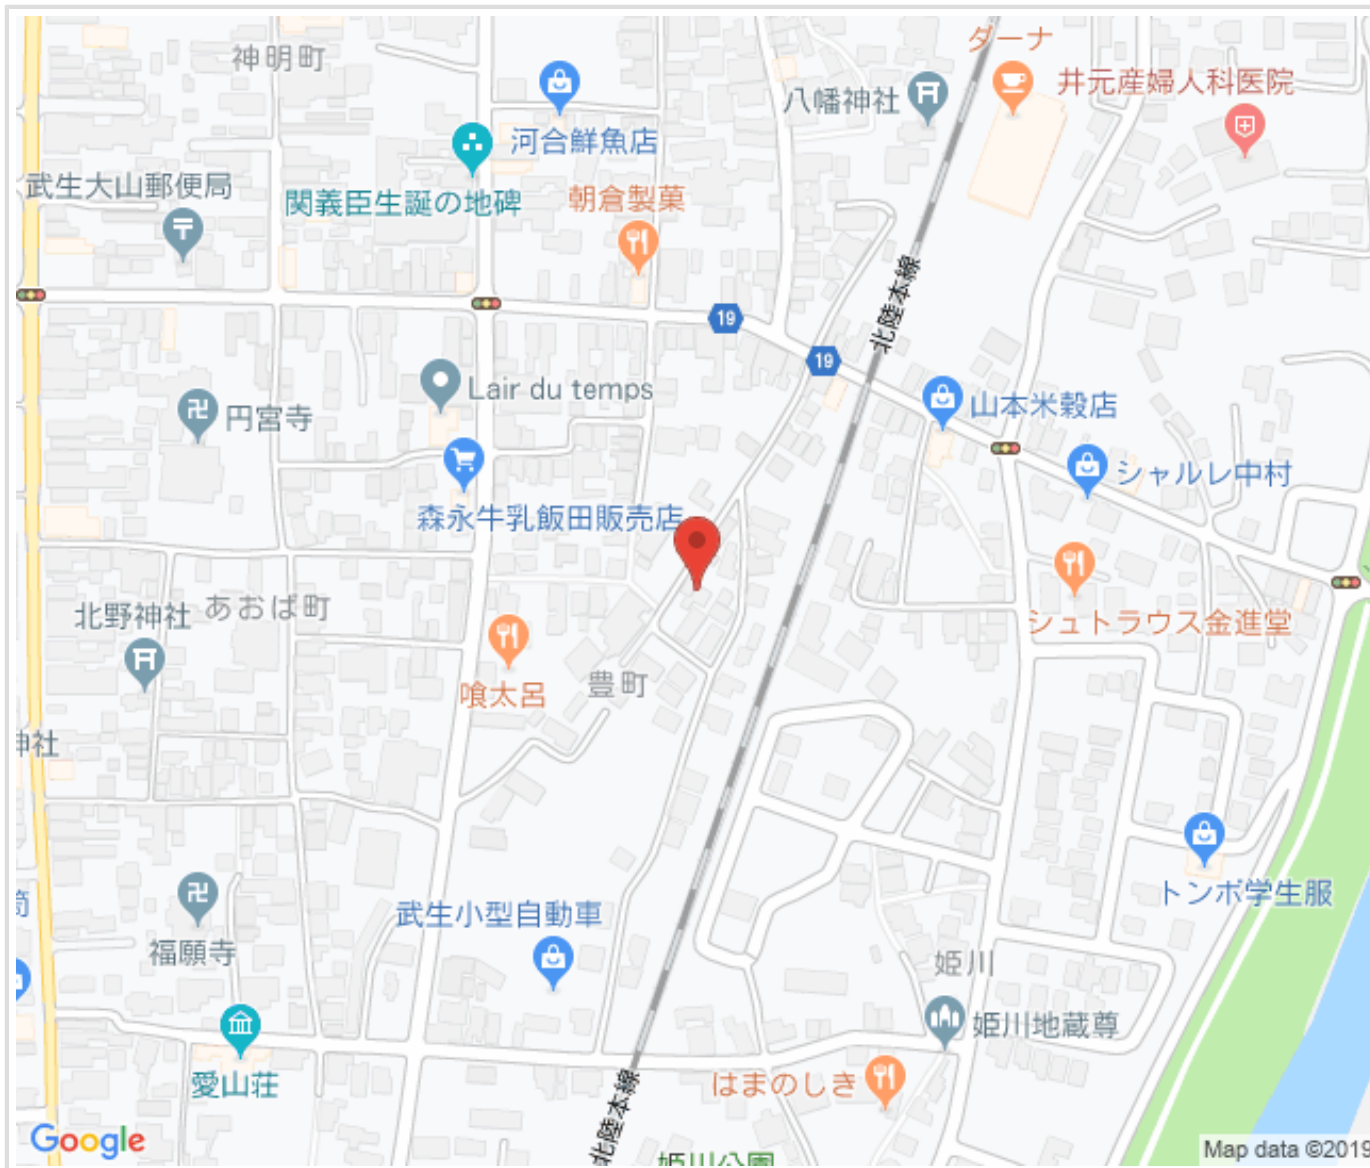 ダーナ
神明町
井元産婦人科医院
八幡神社
河合鮮魚店
武生大山郵便局
関義臣生誕の地碑
朝倉製菓
北陸本線
19
19
Lair du temps
円宮寺
山本米穀店
シャルレ中村
森永牛乳飯田販売店
北野神社
あおば町
シュトラウス金進堂
喰太呂
豊町
神社
トンボ学生服
筒
武生小型自動車
福願寺
姫川
姫川地蔵尊
愛山荘
はまのしき
北陸本線
姫川公園
Google
Map data ©2019